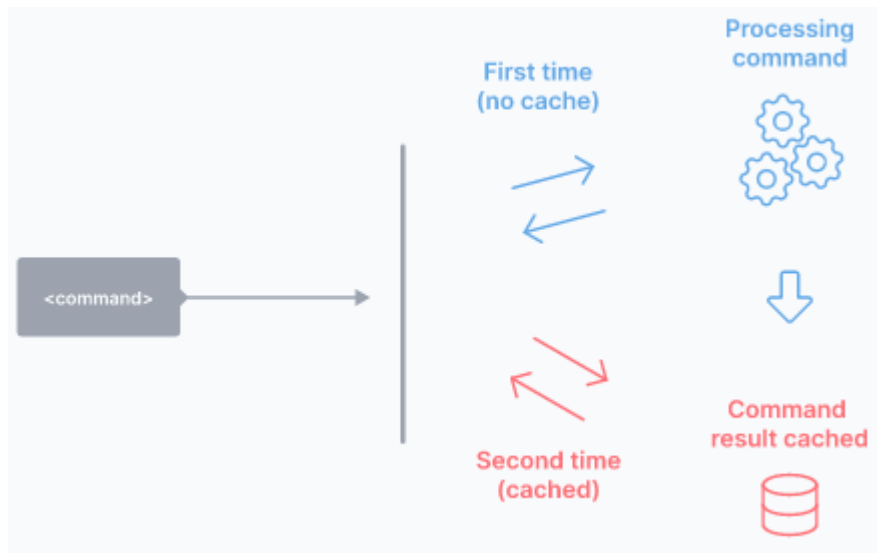 Processing
command
First time
(no cache)
<command>
Command
result cached
Second time
(cached)